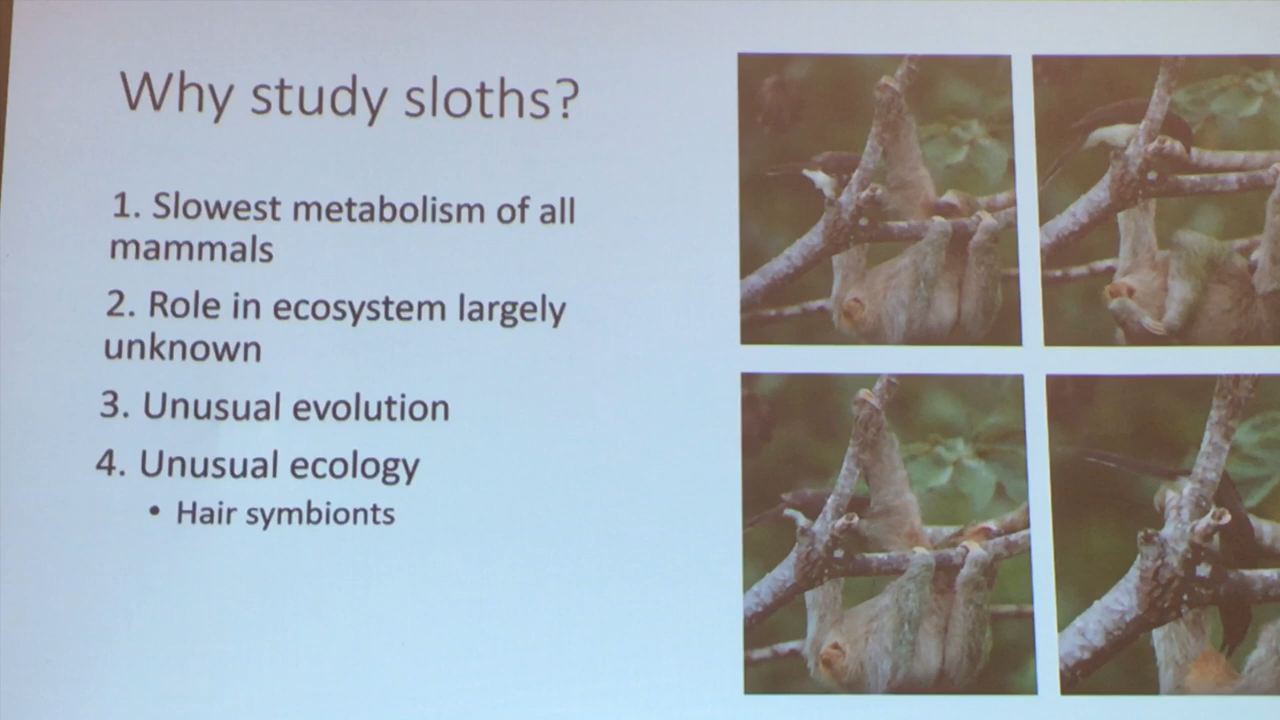 Why study sloths?
1. Slowest metabolism of all
mammals
2. Role in ecosystem largely
unknown
3. Unusual evolution
4. Unusual ecology
• Hair symbionts